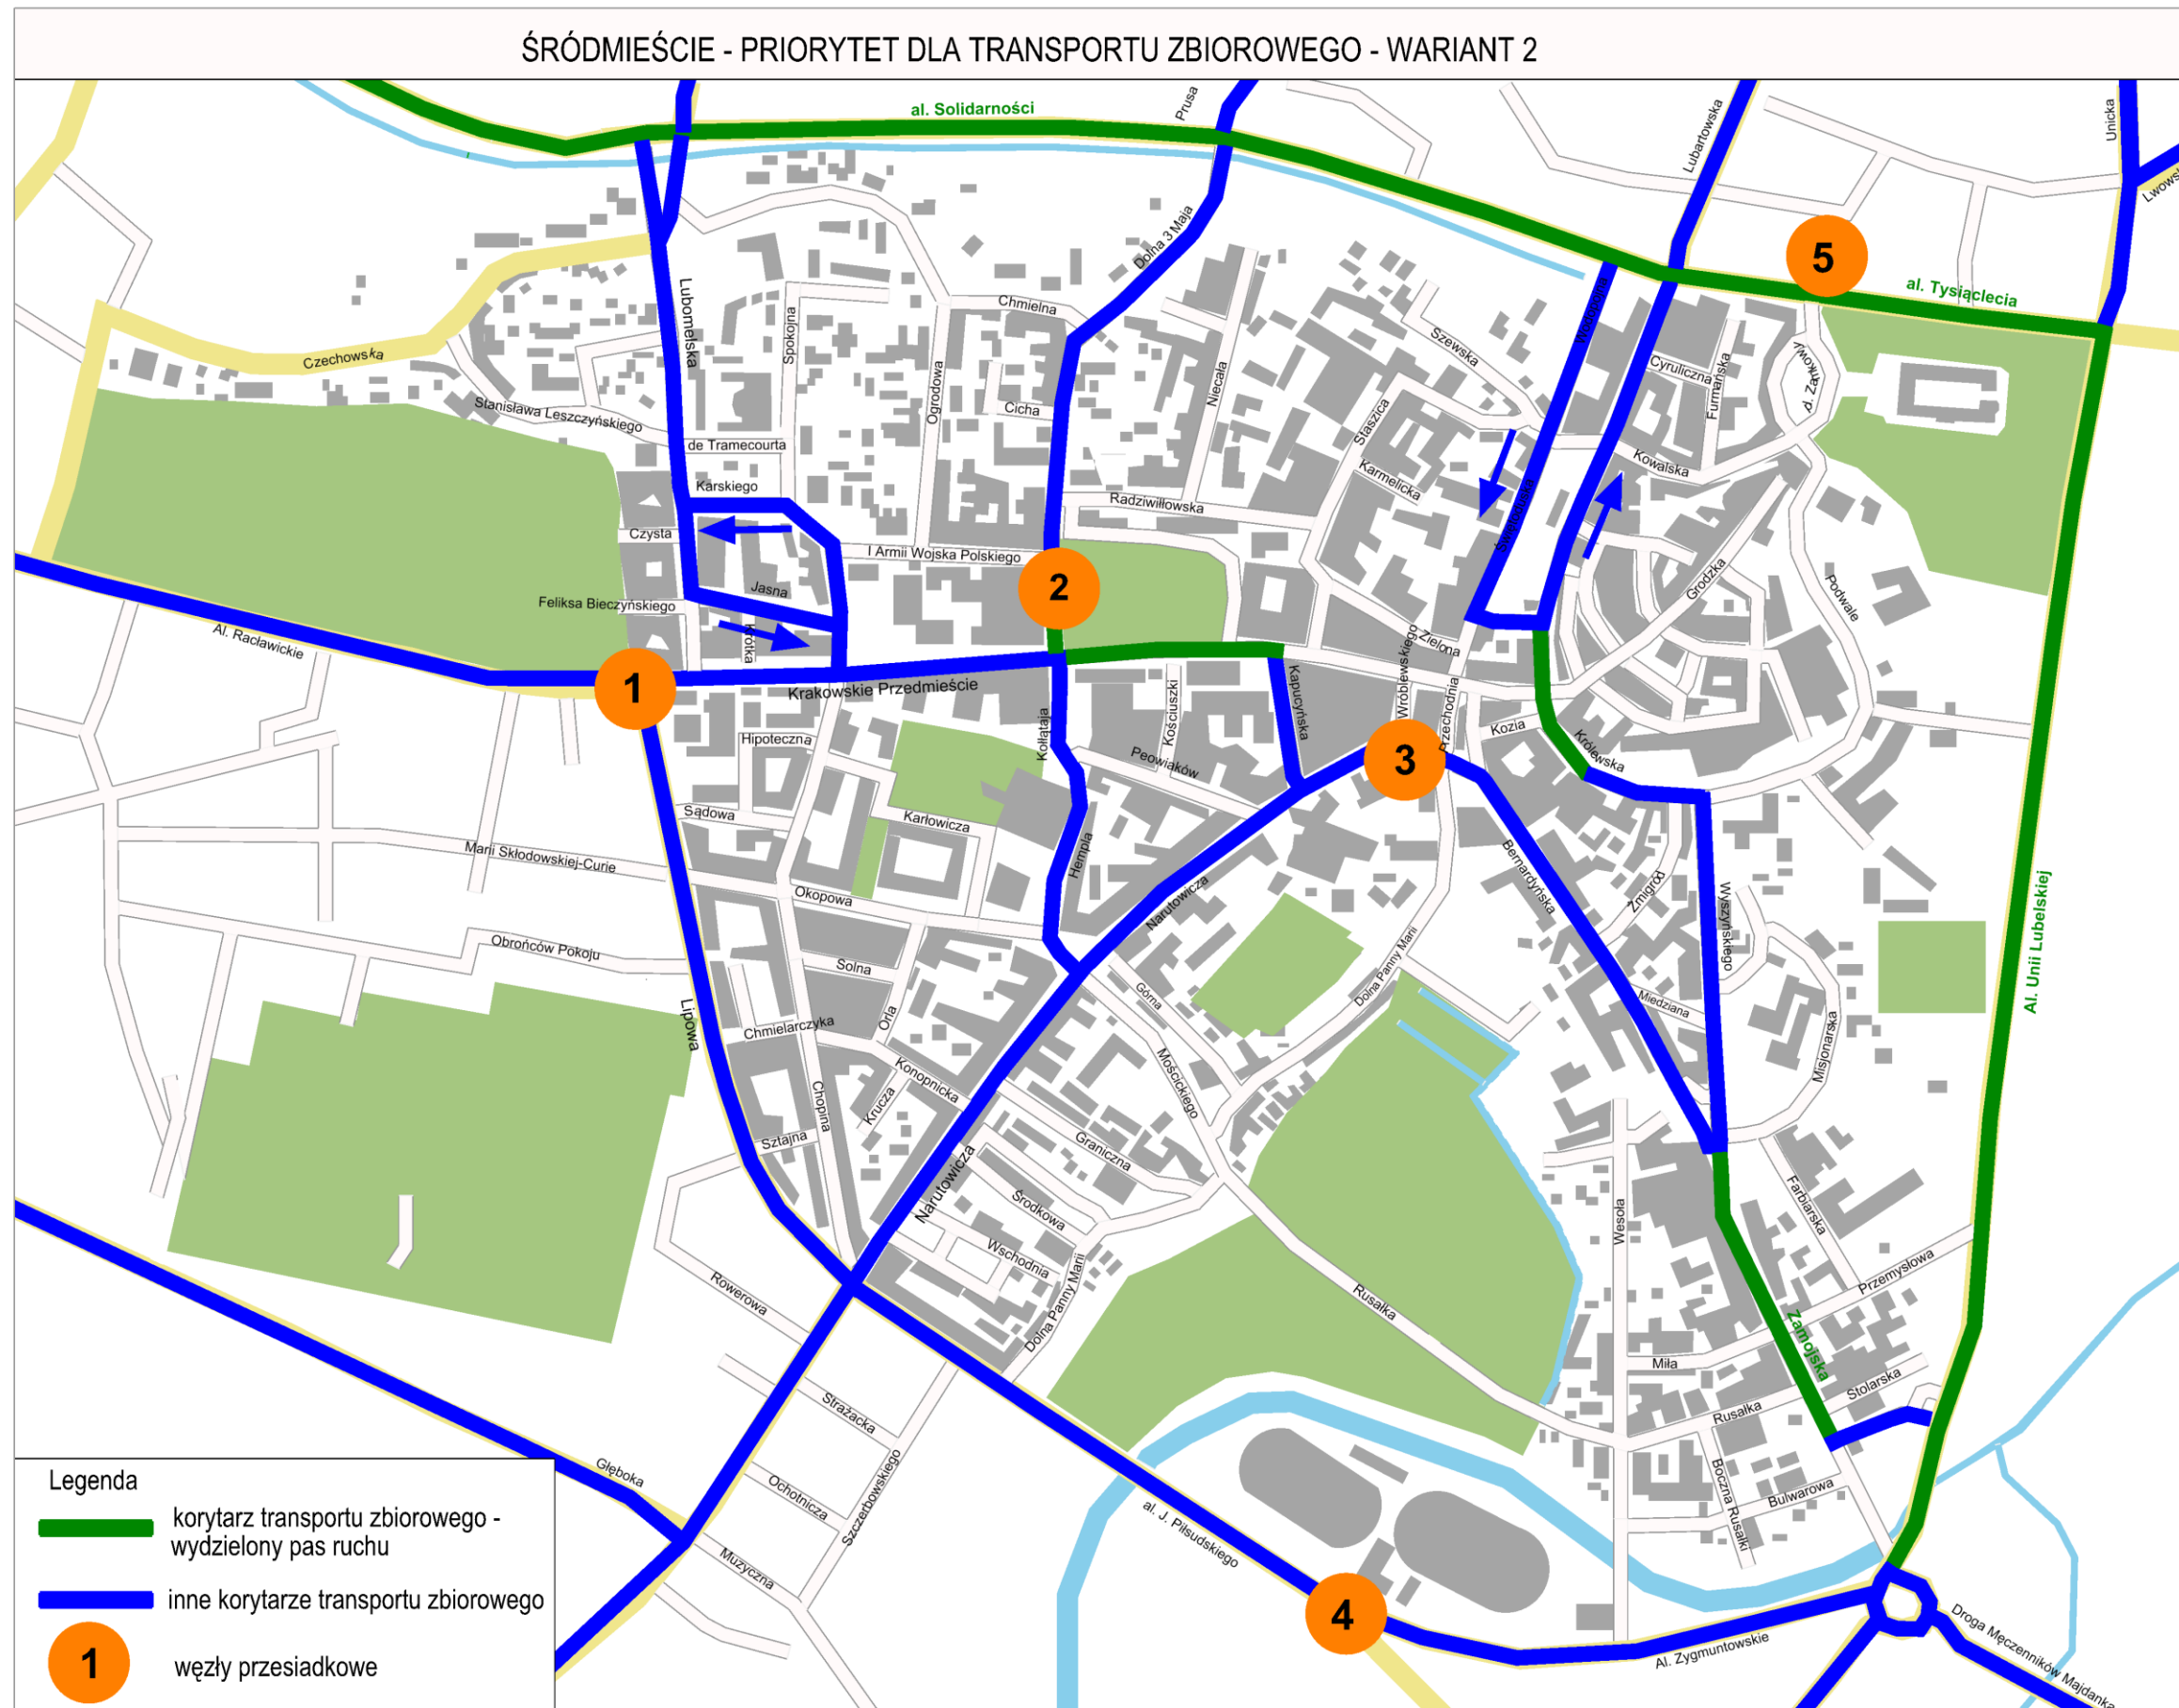 ŚRÓDMIEŚCIE - PRIORYTET DLA TRANSPORTU ZBIOROWEGO - WARIANT 2
al. Solidarności
Prusa
Lubartowska
Unicka
Dolna 3 Maja
5
al. Tysiąclecia
Lubomelska
Spokojna
Chmielna
Szewska
Wodopojna
Cyruliczna
Furmańska
pl. Zamkowy
Czechowska
Ogrodowa
Niecała
Cicha
Staszica
Stanisława Leszczyńskiego
de Tramecourta
Kowalska
Karmelicka
Karskiego
Radziwiłłowska
Świętoduska
Czysta
I Armii Wojska Polskiego
Grodzka
Podwale
2
Jasna
Feliksa Bieczyńskiego
Krótka
Al. Racławickie
Zielona
Wróblewskiego
1
Krakowskie Przedmieście
Kapucyńska
Kościuszki
Przechodnia
Kozia
Królewska
Kołłątaja
Hipoteczna
Peowiaków
3
Sądowa
Karłowicza
Hempla
Marii Skłodowskiej-Curie
Bernardyńska
Okopowa
Narutowicza
Żmigród
Wyszyńskiego
Al. Unii Lubelskiej
Obrońców Pokoju
Solna
Dolna Panny Marii
Górna
Miedziana
Lipowa
Chmielarczyka
Orla
Misjonarska
Konopnicka
Mościckiego
Krucza
Chopina
Sztajna
Graniczna
Narutowicza
Środkowa
Farbiarska
Wesoła
Wschodnia
Przemysłowa
Rowerowa
Dolna Panny Marii
Rusałka
Zamojska
Miła
Stolarska
Strażacka
Rusałka
Głęboka
Ochotnicza
Szczerbowskiego
Boczna Rusałki
Bulwarowa
al. J. Piłsudskiego
Muzyczna
4
Al. Zygmuntowskie
Droga Męczenników Majdanka
Legenda
korytarz transportu zbiorowego -
wydzielony pas ruchu
inne korytarze transportu zbiorowego
1
węzły przesiadkowe